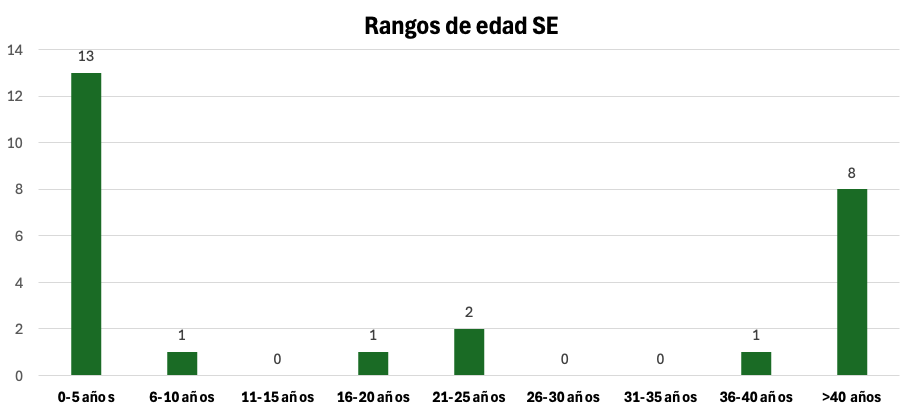 Rangos de edad SE
14
12
10
8
6
4
2
0
13
1
0
1
2
0
0
1
8
0-5 años
6-10 años
11-15 años
16-20 años
21-25 años
26-30 años
31-35 años
36-40 años
>40 años